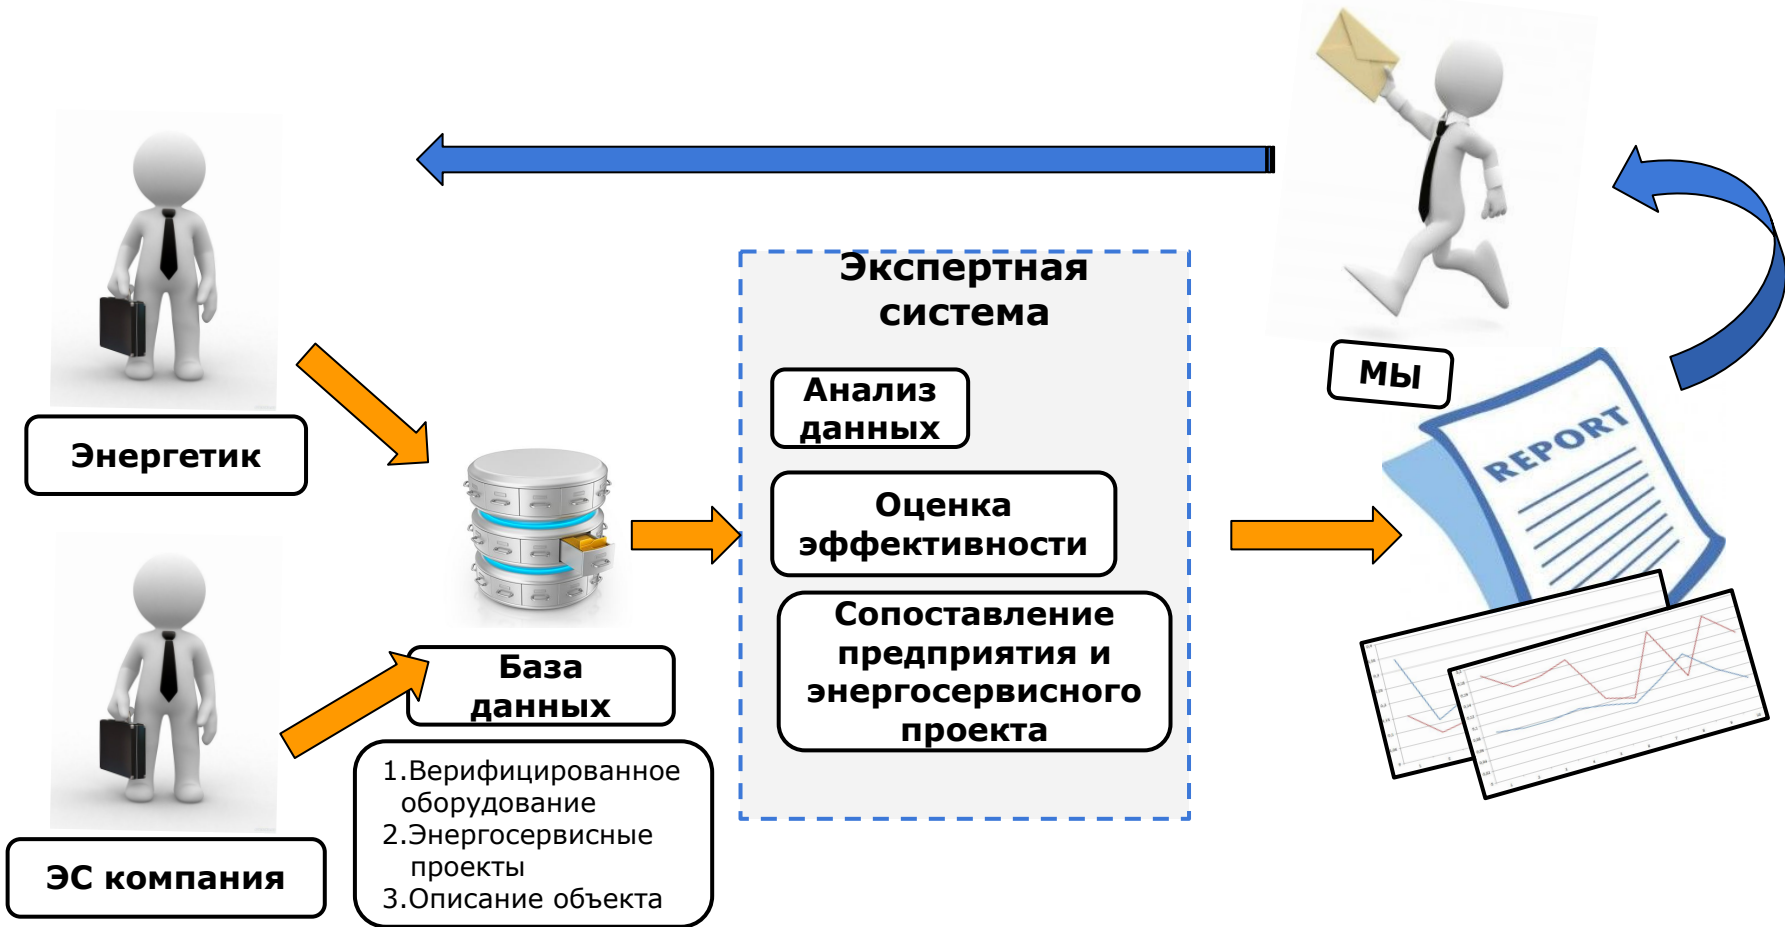 Экспертная
система
МЫ
Анализ
данных
REPORT
Энергетик
Оценка
эффективности
Сопоставление
предприятия и
энергосервисного
проекта
База
данных
1.Верифицированное
оборудование
2.Энергосервисные
проекты
3.Описание объекта
ЭС компания